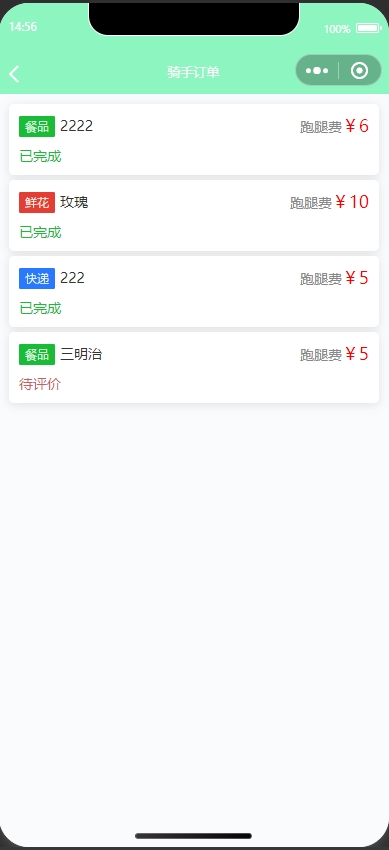 14:56 100%
骑手订单
餐品 2222 跑腿费 ¥ 6
已完成
鲜花 玫瑰 跑腿费 ¥ 10
已完成
快递 222 跑腿费 ¥ 5
已完成
餐品 三明治 跑腿费 ¥ 5
待评价